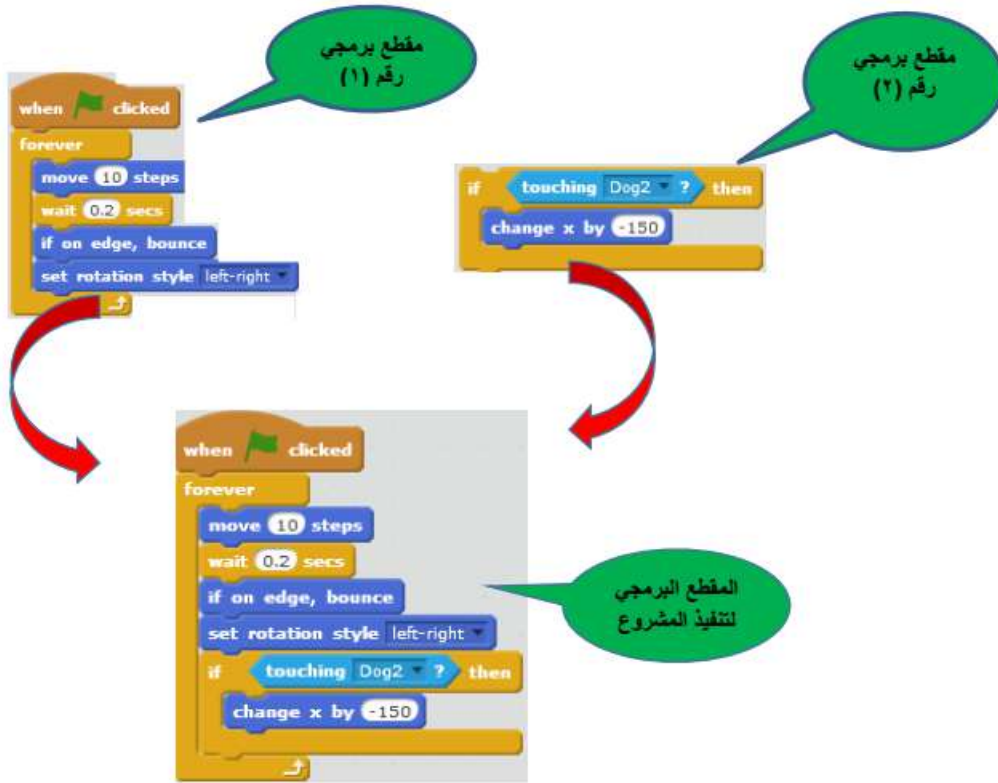 مقطع برمجي
رقم (١)
when clicked
forever
move 10 steps
wait 0.2 secs
if on edge, bounce
set rotation style left-right
مقطع برمجي
رقم (٢)
if touching Dog2 ? then
change x by -150
when clicked
forever
move 10 steps
wait 0.2 secs
if on edge, bounce
set rotation style left-right
if touching Dog2 ? then
change x by -150
المقطع البرمجي
لتنفيذ المشروع